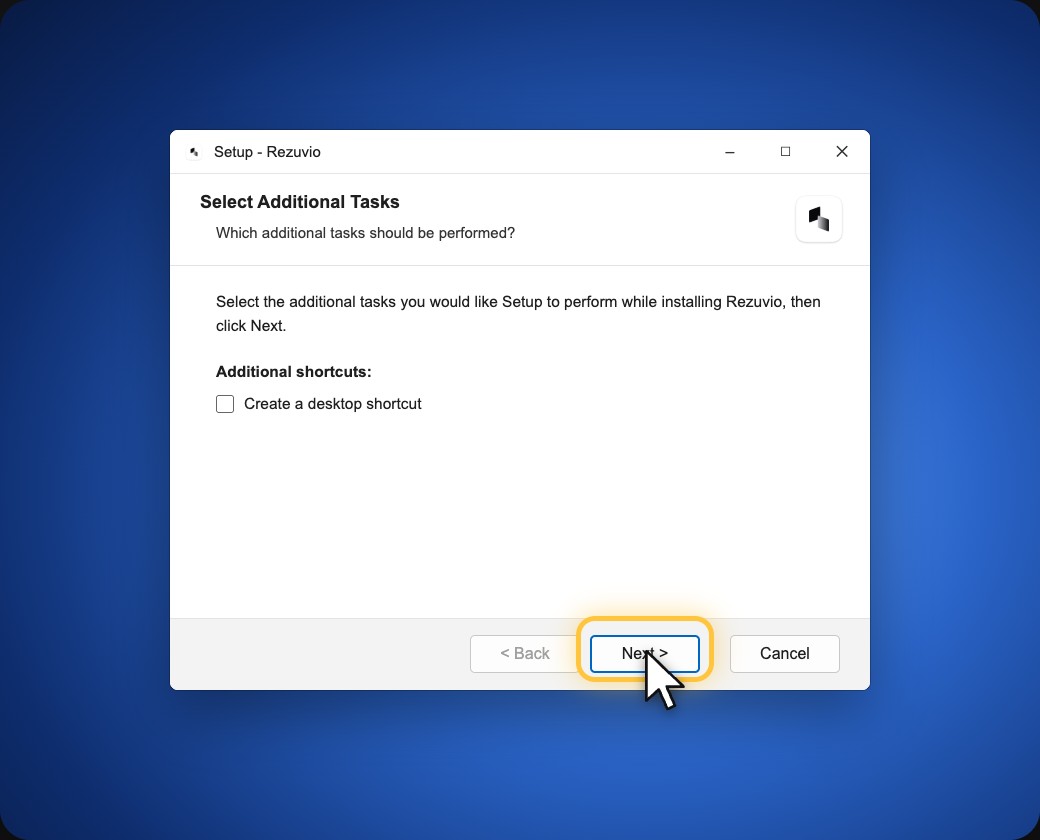 Setup - Rezuvio
Select Additional Tasks
Which additional tasks should be performed?
Select the additional tasks you would like Setup to perform while installing Rezuvio, then
click Next.
Additional shortcuts:
Create a desktop shortcut
< Back
Next >
Cancel